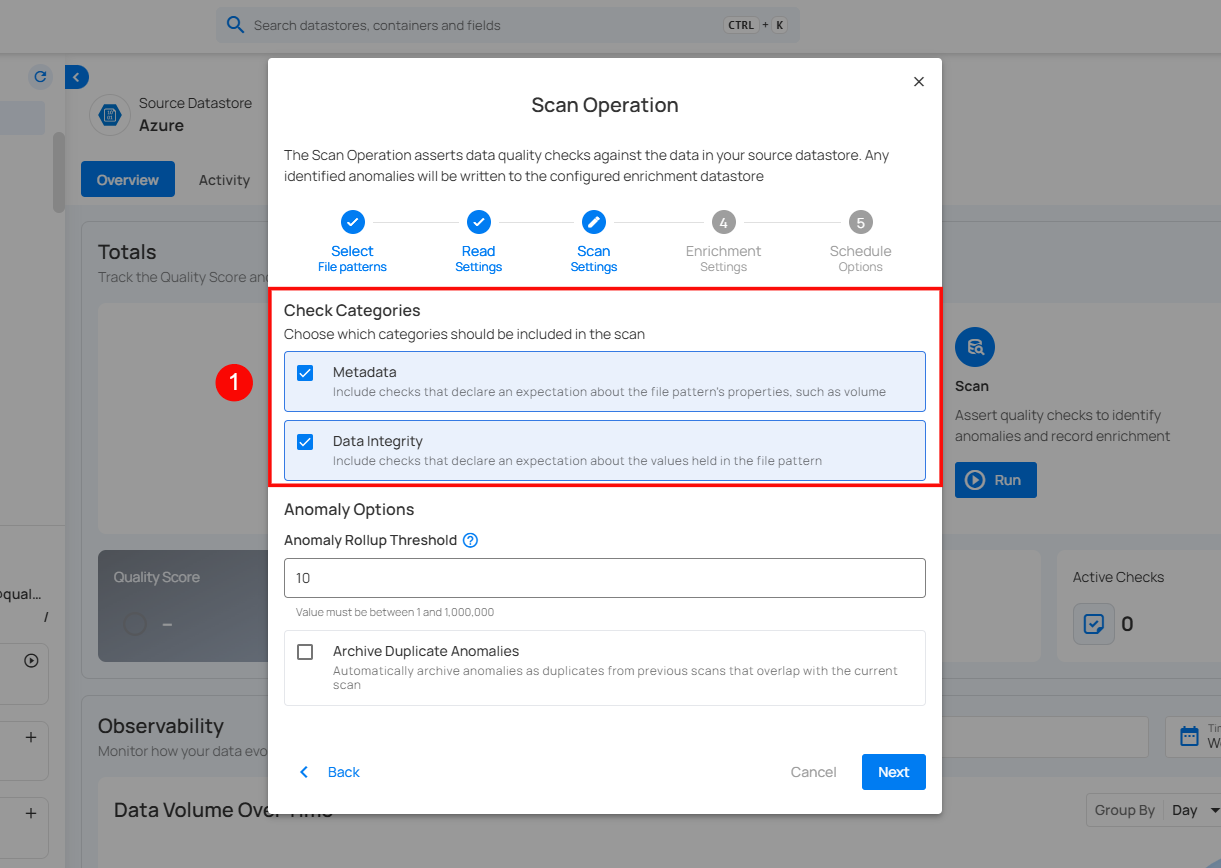 Search datastores, containers and fields
CTRL + K
Source Datastore
Azure
Overview
Activity
Totals
Track the Quality Score and
Quality Score
–
@qual...
/
Observability
Monitor how your data evo
Data Volume Over Time
Scan Operation
The Scan Operation asserts data quality checks against the data in your source datastore. Any
identified anomalies will be written to the configured enrichment datastore
Select
File patterns
Read
Settings
Scan
Settings
4
Enrichment
Settings
5
Schedule
Options
1
Check Categories
Choose which categories should be included in the scan
Metadata
Include checks that declare an expectation about the file pattern's properties, such as volume
Data Integrity
Include checks that declare an expectation about the values held in the file pattern
Anomaly Options
Anomaly Rollup Threshold
?
10
Value must be between 1 and 1,000,000
Archive Duplicate Anomalies
Automatically archive anomalies as duplicates from previous scans that overlap with the current
scan
Back
Cancel
Next
Scan
Assert quality checks to identify
anomalies and record enrichment
Run
Active Checks
0
Group By
Day